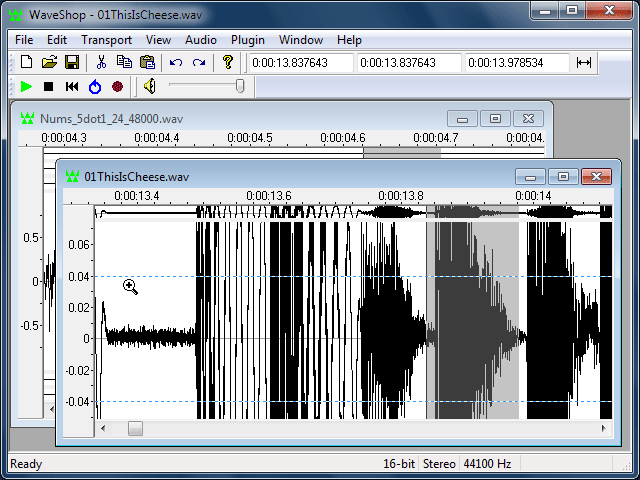 WaveShop - 01ThisIsCheese.wav
File Edit Transport View Audio Plugin Window Help
0:00:13.837643 0:00:13.837643 0:00:13.978534
Nums_5dot1_24_48000.wav
0:00:04.3 0:00:04.4 0:00:04.5 0:00:04.6 0:00:04.7 0:00:04.
0.5
0
-0.5
01ThisIsCheese.wav
0:00:13.4 0:00:13.6 0:00:13.8 0:00:14
0.06
0.04
0.02
0
-0.02
-0.04
Ready 16-bit Stereo 44100 Hz